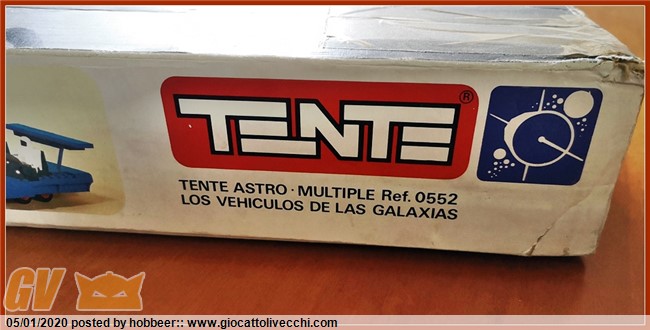 TENTE ®
TENTE ASTRO · MULTIPLE Ref. 0552
LOS VEHICULOS DE LAS GALAXIAS
GV
05/01/2020 posted by hobbeer:: www.giocattolivecchi.com